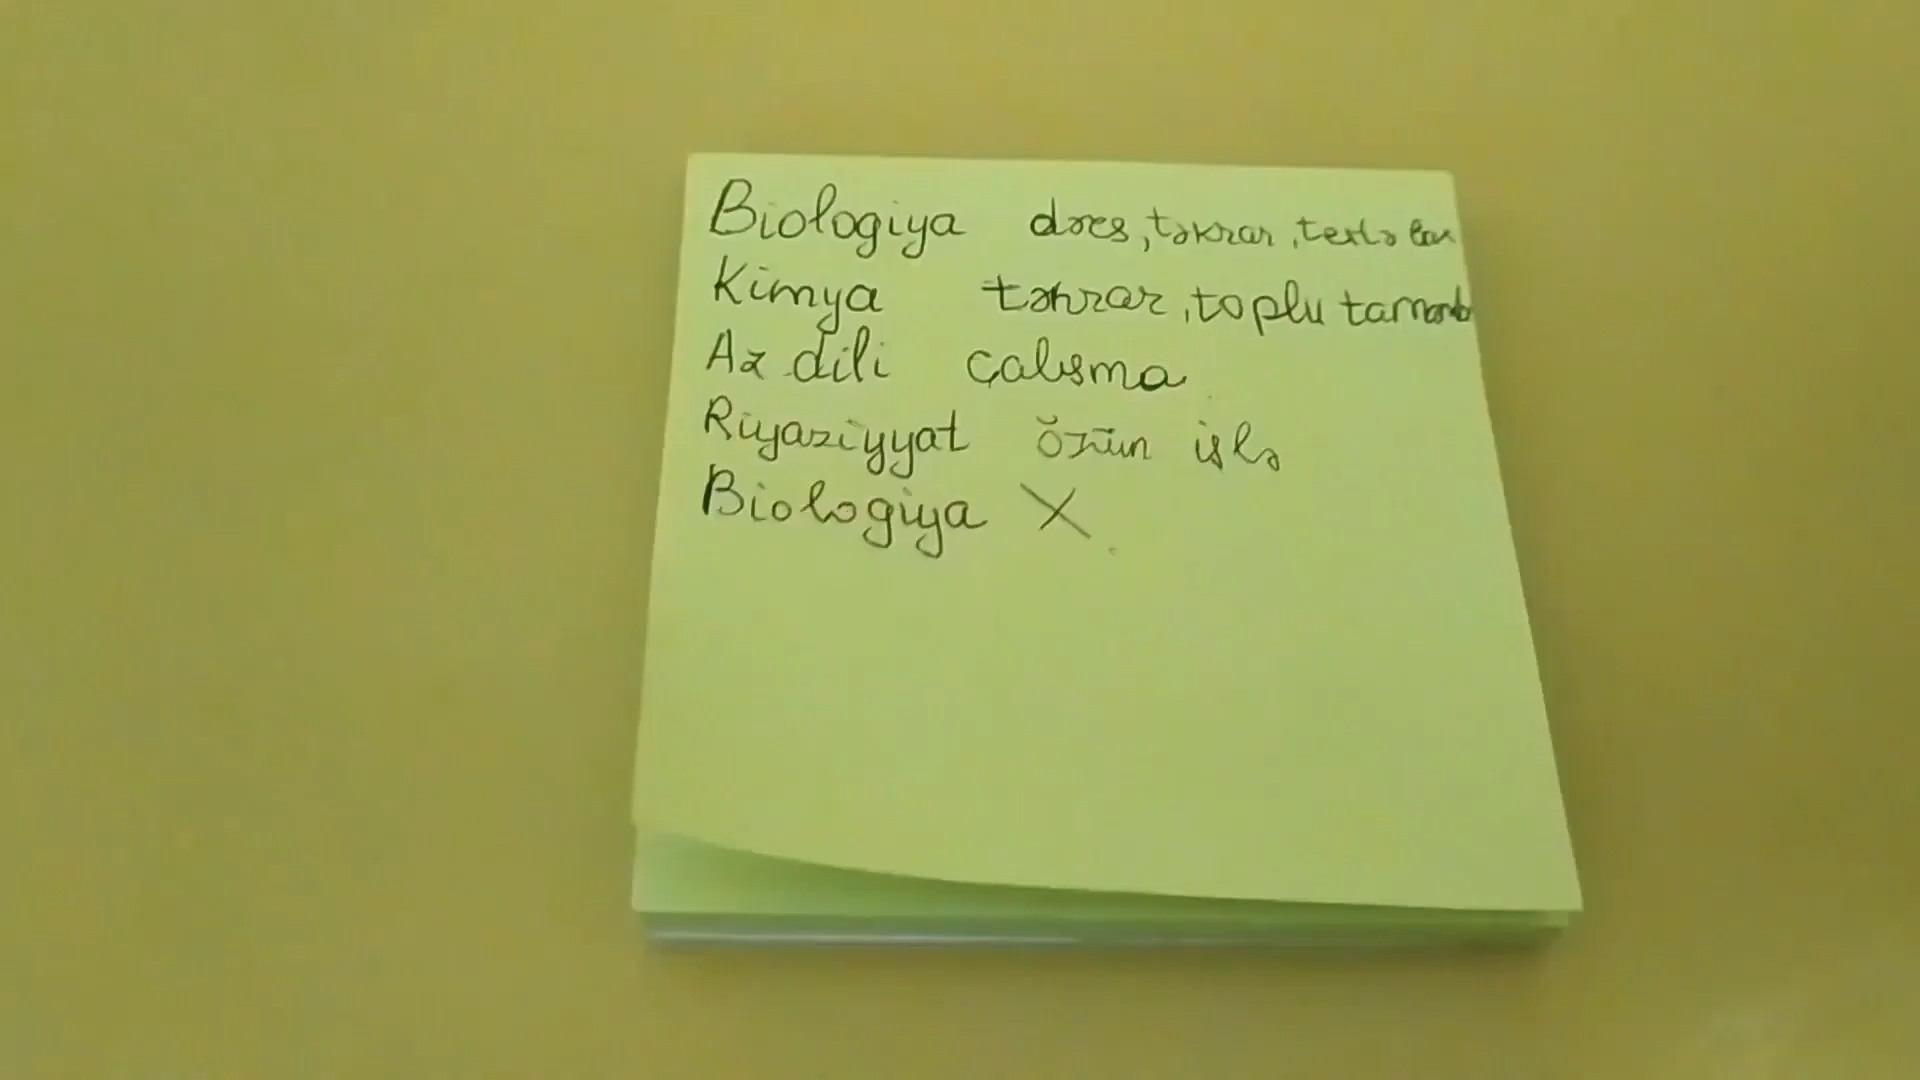 Biologiya dərs, təkrar, testlər
Kimya təkrar, toplu tamamla
Az dili çalışma
Riyaziyyat özün işlə
Biologiya X